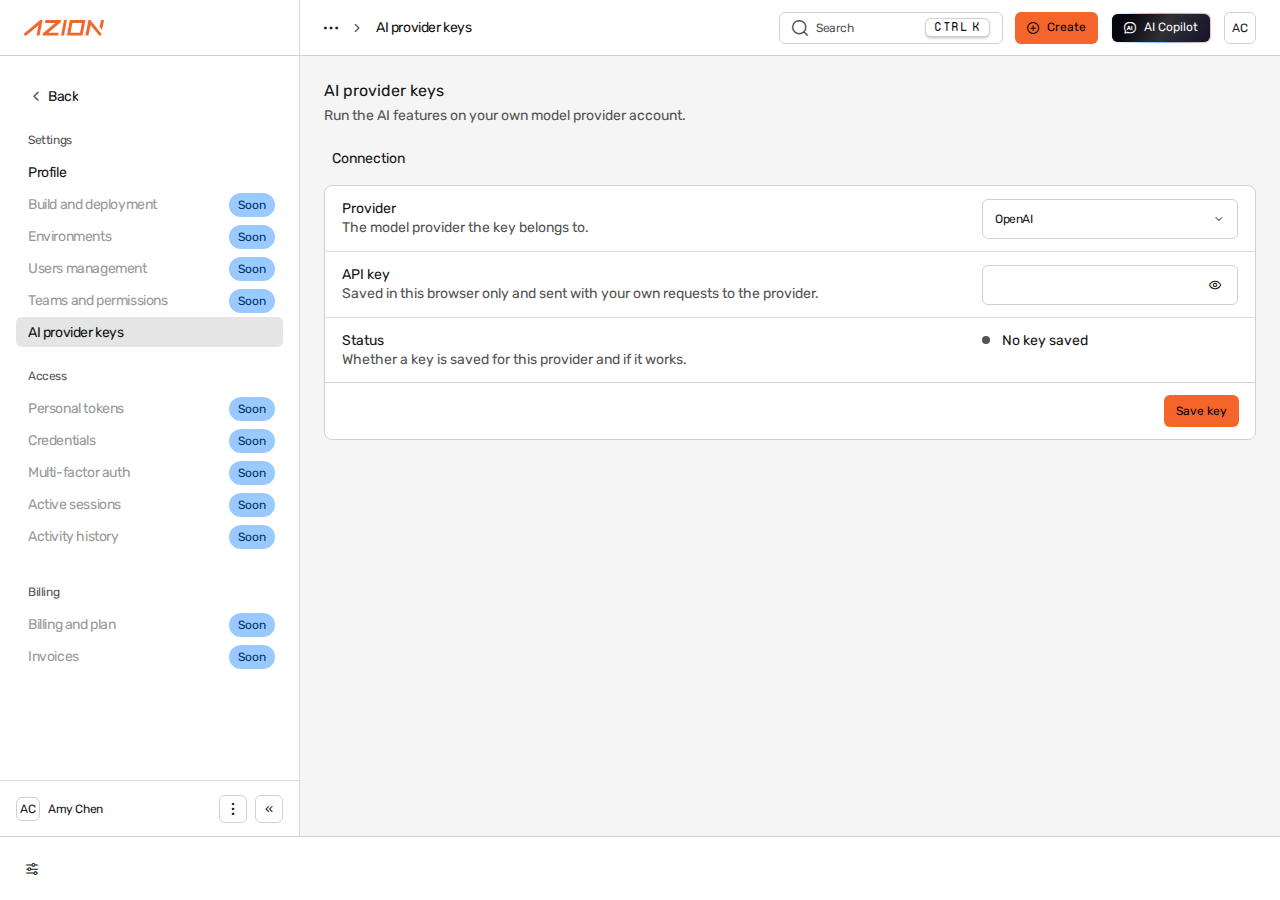 AZION
AI provider keys
Search
CTRL K
Create
AI Copilot
AC
Back
Settings
Profile
Build and deployment Soon
Environments Soon
Users management Soon
Teams and permissions Soon
AI provider keys
Access
Personal tokens Soon
Credentials Soon
Multi-factor auth Soon
Active sessions Soon
Activity history Soon
Billing
Billing and plan Soon
Invoices Soon
AC Amy Chen
AI provider keys
Run the AI features on your own model provider account.
Connection
Provider
The model provider the key belongs to.
OpenAI
API key
Saved in this browser only and sent with your own requests to the provider.
Status
Whether a key is saved for this provider and if it works.
No key saved
Save key